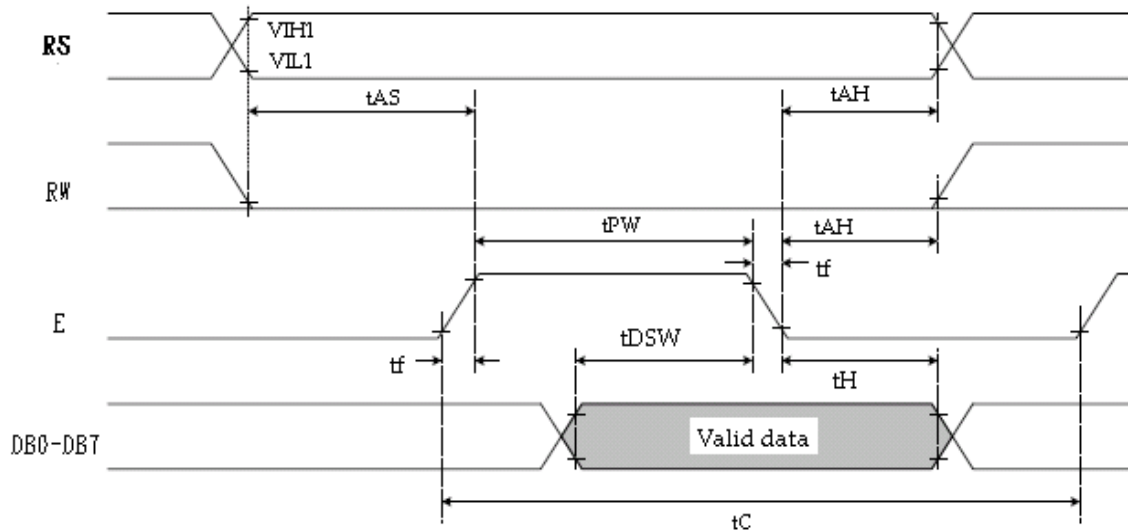 RS
VIH1
VIL1
tAS
tAH
RW
tPW
tAH
tf
E
tDSW
tf
tH
DB0-DB7
Valid data
tC